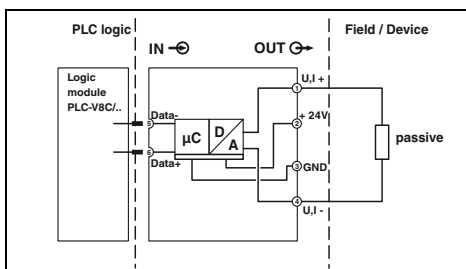 PLC logic
IN
OUT
Field / Device
Logic
module
PLC-V8C/..
U,I +
1
Data-
5
+ 24V
2
µC
D
A
passive
6
Data+
3
GND
4
U,I -